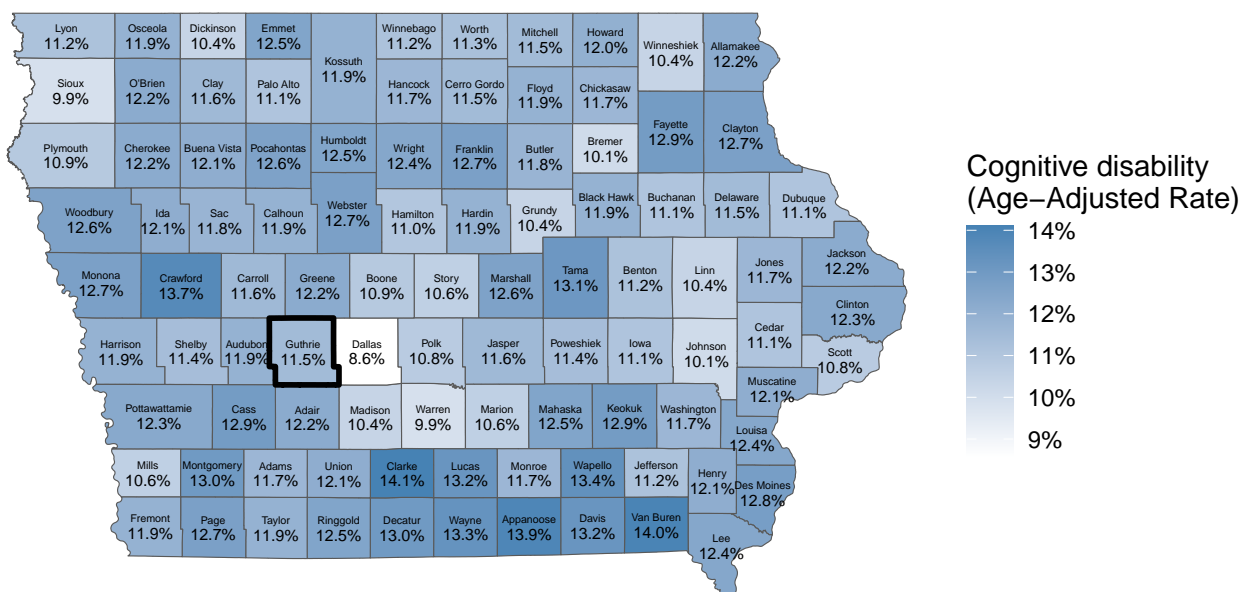 Lyon Osceola Dickinson Emmet Winnebago Worth Mitchell Howard Allamakee
11.2% 11.9% 10.4% 12.5% 11.2% 11.3% 11.5% 12.0% 12.2%
Winneshiek
10.4%
Kossuth
11.9%
Sioux O'Brien Clay Palo Alto Hancock Cerro Gordo Floyd Chickasaw
9.9% 12.2% 11.6% 11.1% 11.7% 11.5% 11.9% 11.7%
Fayette Clayton
12.9% 12.7%
Plymouth Cherokee Buena Vista Pocahontas Humboldt Wright Franklin Butler Bremer
10.9% 12.2% 12.1% 12.6% 12.5% 12.4% 12.7% 11.8% 10.1%
Cognitive disability
(Age−Adjusted Rate)
14%
13%
12%
11%
10%
9%
Woodbury Ida Sac Calhoun Webster Hamilton Hardin Grundy Black Hawk Buchanan Delaware Dubuque
12.6% 12.1% 11.8% 11.9% 12.7% 11.0% 11.9% 10.4% 11.9% 11.1% 11.5% 11.1%
Monona Crawford Carroll Greene Boone Story Marshall Tama Benton Linn Jones Jackson
12.7% 13.7% 11.6% 12.2% 10.9% 10.6% 12.6% 13.1% 11.2% 10.4% 11.7% 12.2%
Clinton
12.3%
Harrison Shelby Audubon Guthrie Dallas Polk Jasper Poweshiek Iowa Johnson Cedar Scott
11.9% 11.4% 11.9% 11.5% 8.6% 10.8% 11.6% 11.4% 11.1% 10.1% 11.1% 10.8%
Muscatine
12.1%
Pottawattamie Cass Adair Madison Warren Marion Mahaska Keokuk Washington Louisa
12.3% 12.9% 12.2% 10.4% 9.9% 10.6% 12.5% 12.9% 11.7% 12.4%
Mills Montgomery Adams Union Clarke Lucas Monroe Wapello Jefferson Henry Des Moines
10.6% 13.0% 11.7% 12.1% 14.1% 13.2% 11.7% 13.4% 11.2% 12.1% 12.8%
Fremont Page Taylor Ringgold Decatur Wayne Appanoose Davis Van Buren Lee
11.9% 12.7% 11.9% 12.5% 13.0% 13.3% 13.9% 13.2% 14.0% 12.4%